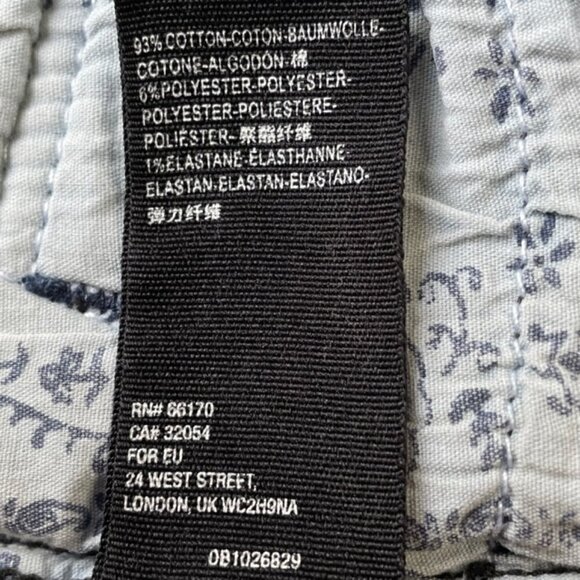 93% COTTON-COTON-BAUMWOLLE-
COTONE-ALGODÓN-棉
6%POLYESTER-POLYESTER-
POLYESTER-POLIESTERE-
POLIÉSTER-聚酯纤维
1%ELASTANE-ÉLASTHANNE-
ELASTAN-ELASTAN-ELASTANO-
弹力纤维
RN# 66170
CA# 32054
FOR EU
24 WEST STREET,
LONDON, UK WC2H9NA
0B1026829